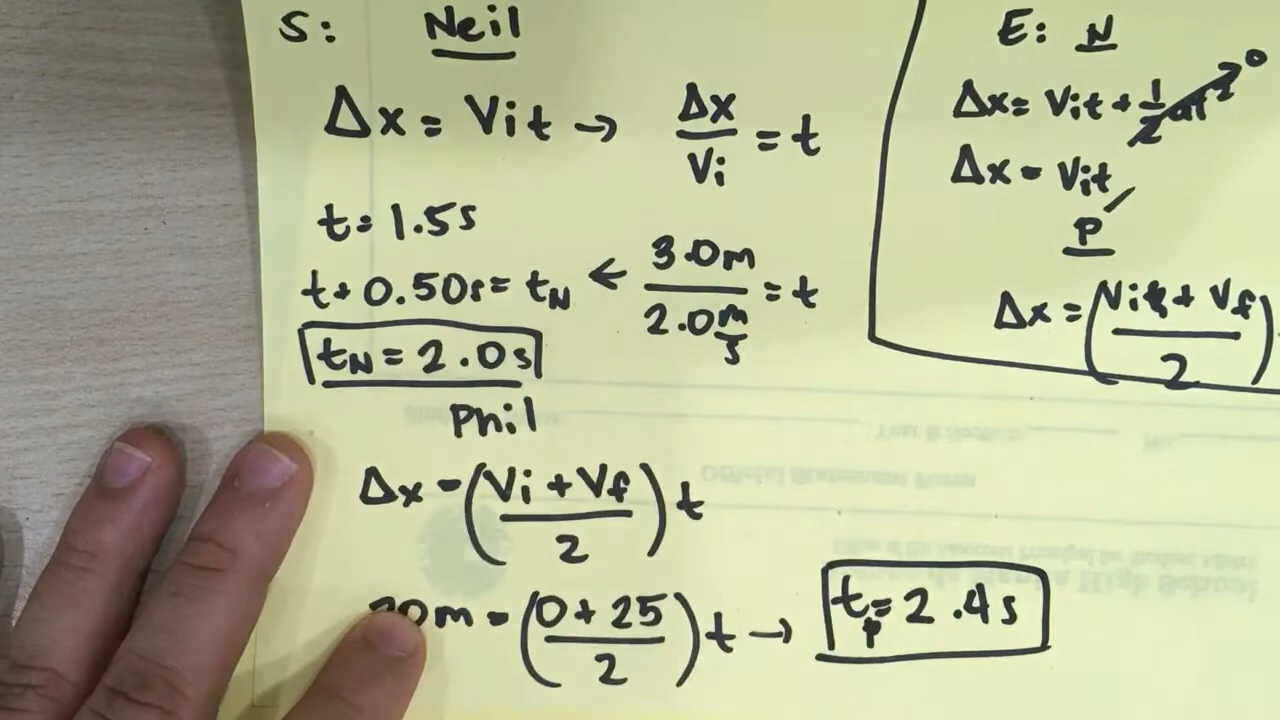 S: Neil
Δx = Vit → Δx/Vi = t
t = 1.5s
t + 0.50s = tN ← 3.0m/2.0 m/s = t
tN = 2.0s
Phil
Δx = (Vi + Vf / 2) t
0m = (0 + 25 / 2) t → tp = 2.4s
E: N
Δx = Vit + 1/2 at² 0
Δx = Vit
P
Δx = (Vi + Vf / 2)